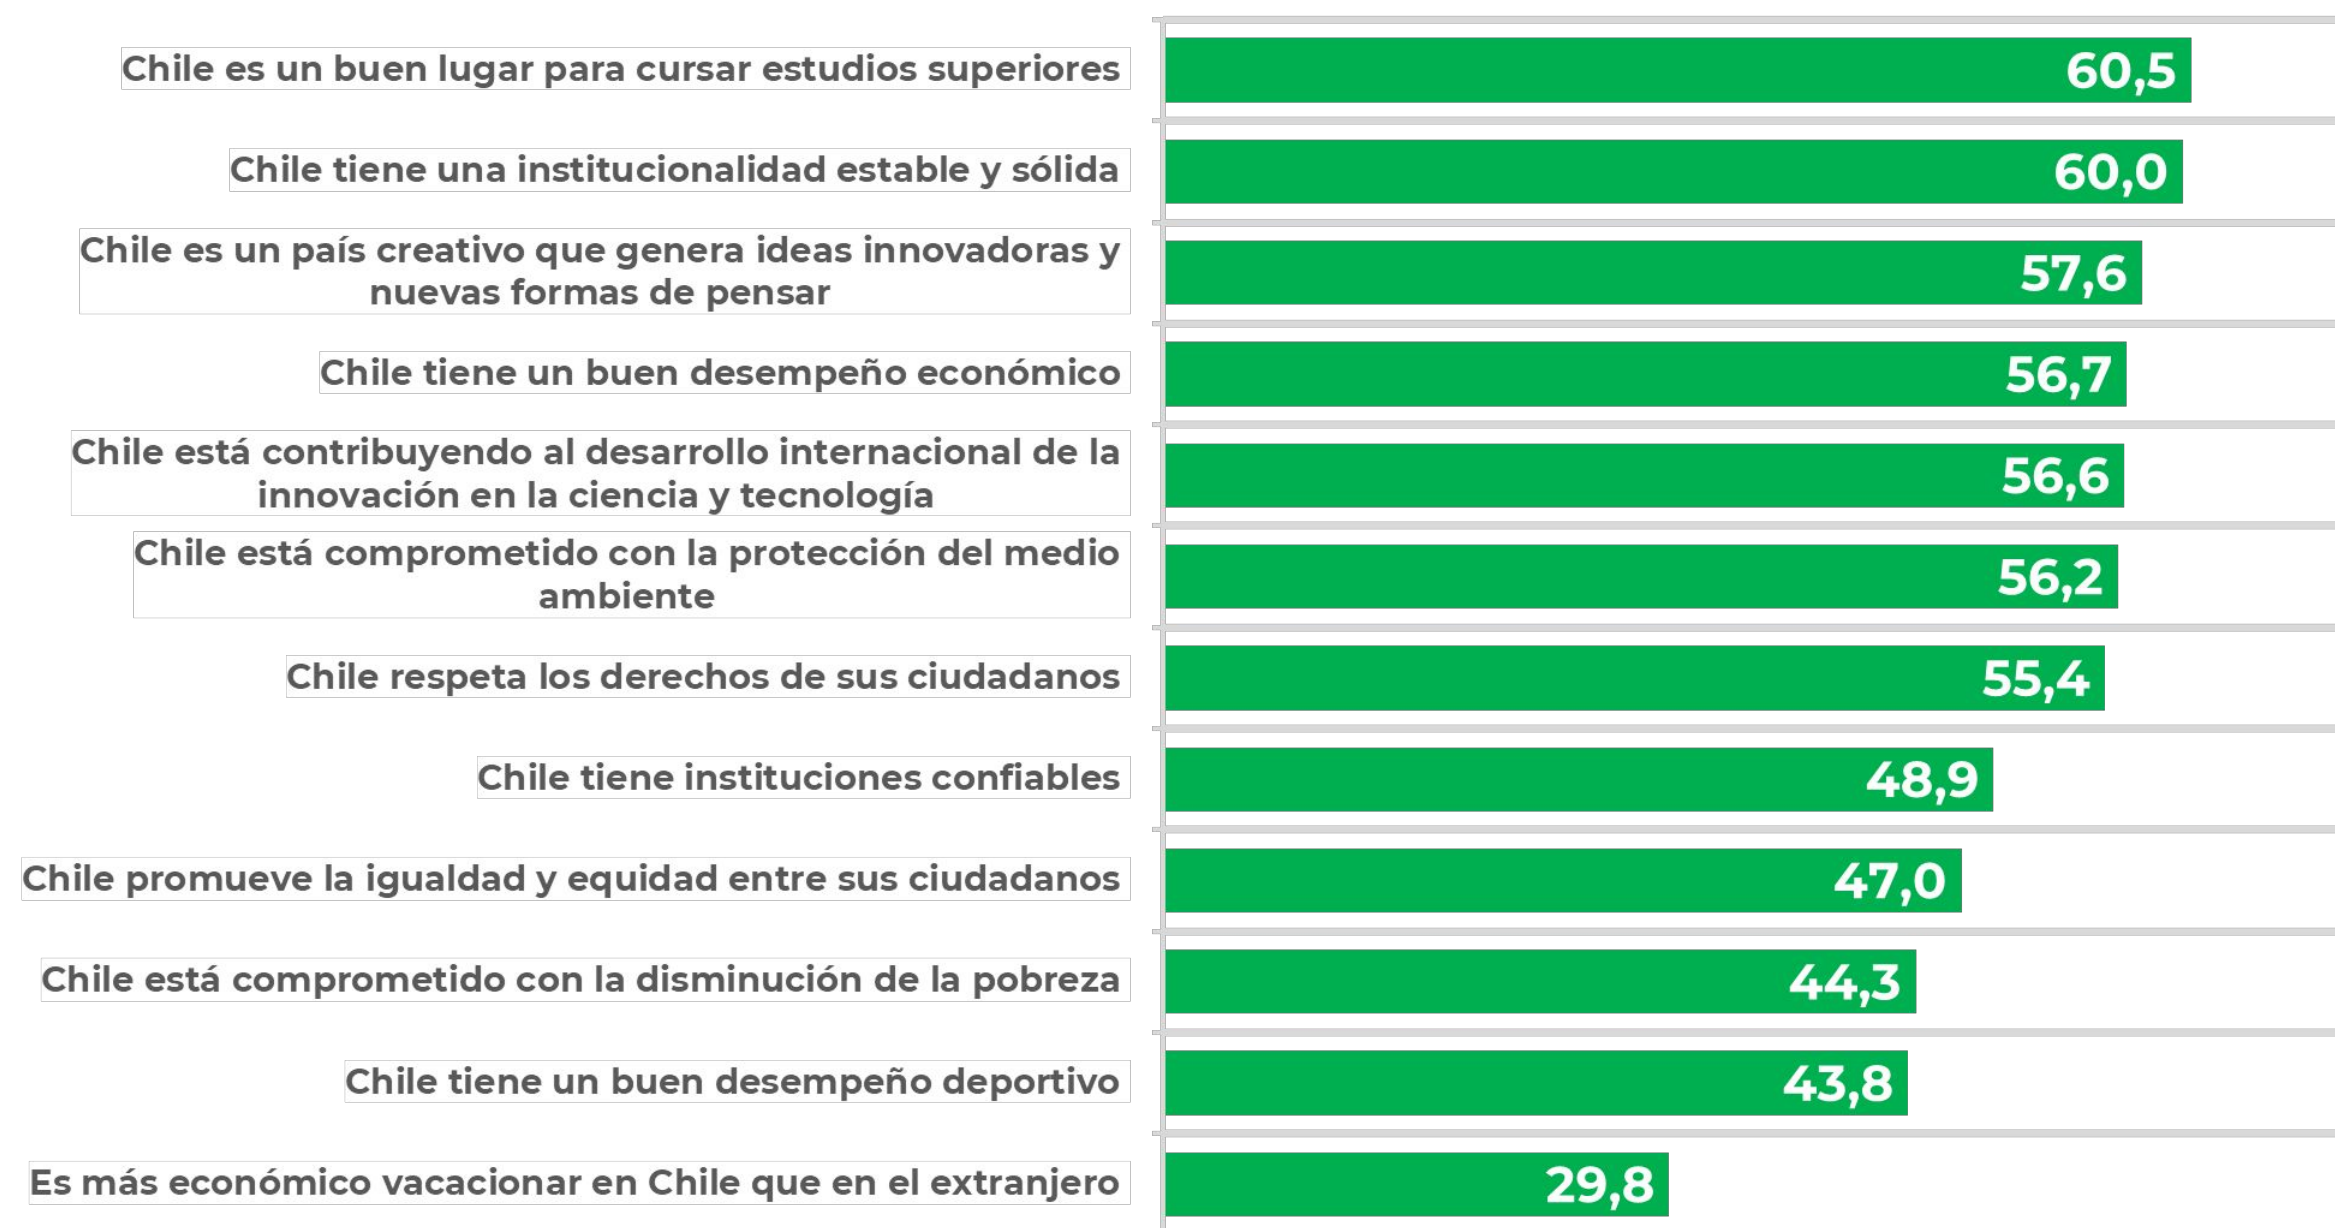 Chile es un buen lugar para cursar estudios superiores
60,5
Chile tiene una institucionalidad estable y sólida
60,0
Chile es un país creativo que genera ideas innovadoras y
nuevas formas de pensar
57,6
Chile tiene un buen desempeño económico
56,7
Chile está contribuyendo al desarrollo internacional de la
innovación en la ciencia y tecnología
56,6
Chile está comprometido con la protección del medio
ambiente
56,2
Chile respeta los derechos de sus ciudadanos
55,4
Chile tiene instituciones confiables
48,9
Chile promueve la igualdad y equidad entre sus ciudadanos
47,0
Chile está comprometido con la disminución de la pobreza
44,3
Chile tiene un buen desempeño deportivo
43,8
Es más económico vacacionar en Chile que en el extranjero
29,8